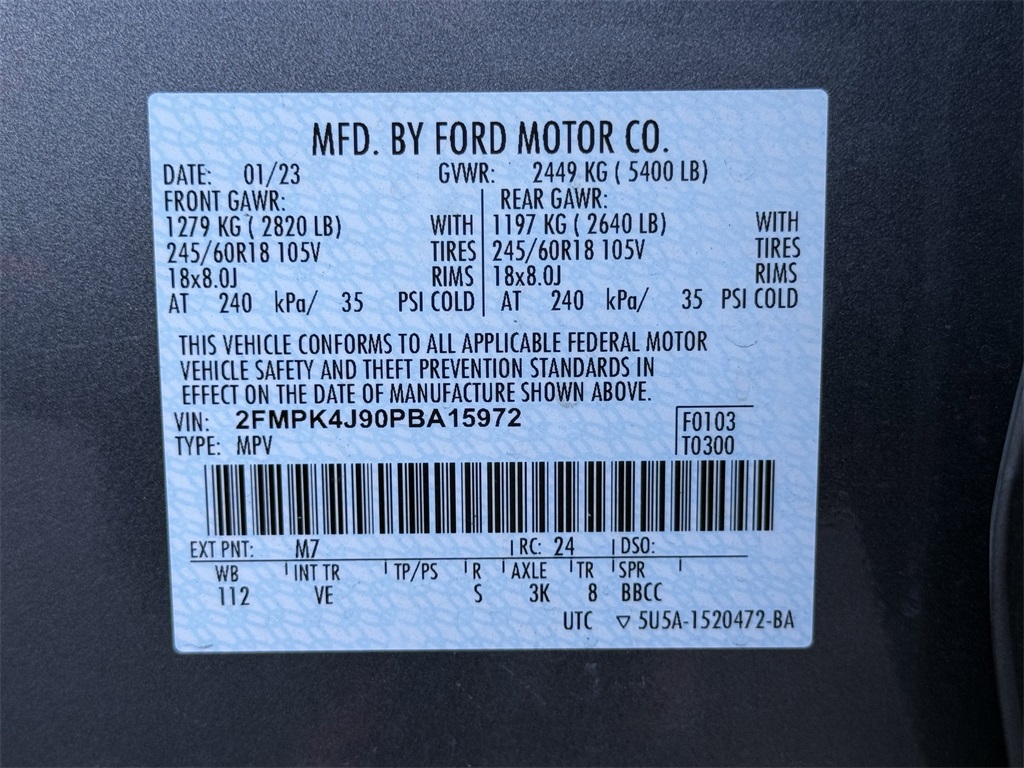 MFD. BY FORD MOTOR CO.
DATE: 01/23 GVWR: 2449 KG ( 5400 LB)
FRONT GAWR: REAR GAWR:
1279 KG ( 2820 LB) WITH 1197 KG ( 2640 LB) WITH
245/60R18 105V TIRES 245/60R18 105V TIRES
18x8.0J RIMS 18x8.0J RIMS
AT 240 kPa/ 35 PSI COLD AT 240 kPa/ 35 PSI COLD
THIS VEHICLE CONFORMS TO ALL APPLICABLE FEDERAL MOTOR
VEHICLE SAFETY AND THEFT PREVENTION STANDARDS IN
EFFECT ON THE DATE OF MANUFACTURE SHOWN ABOVE.
VIN: 2FMPK4J90PBA15972 F0103
TYPE: MPV T0300
EXT PNT: M7 RC: 24 DSO:
WB INT TR TP/PS R AXLE TR SPR
112 VE S 3K 8 BBCC
UTC ▽ 5U5A-1520472-BA